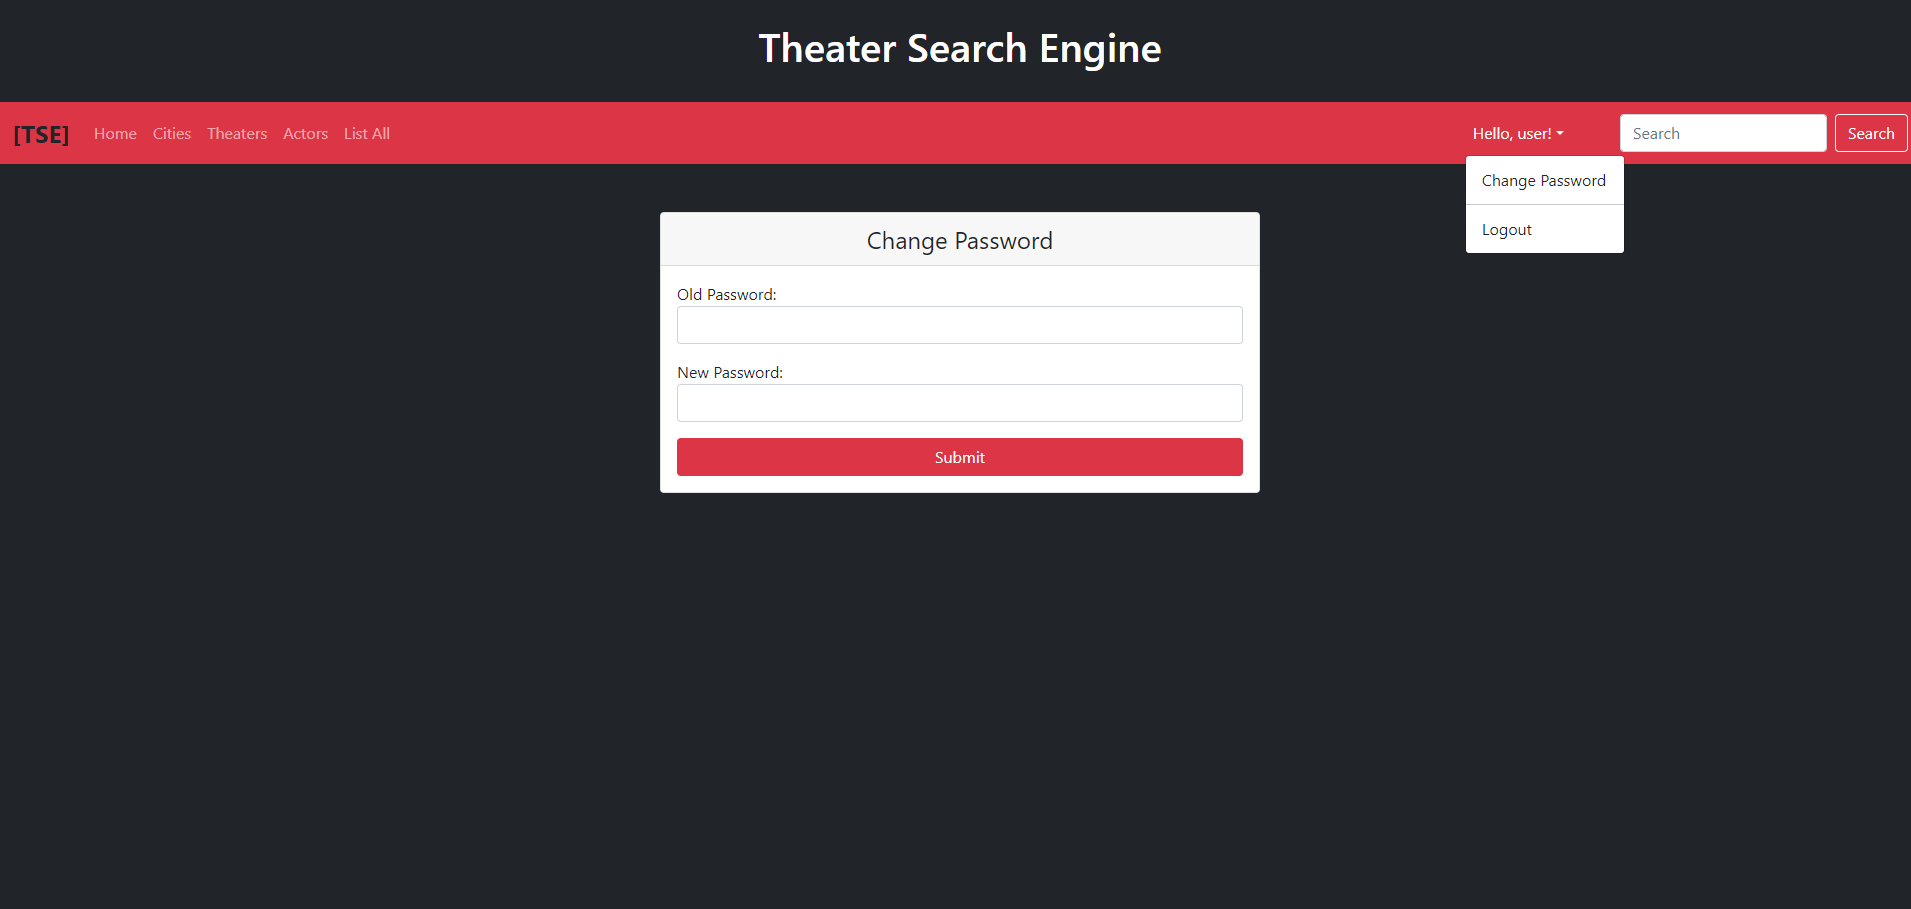 Theater Search Engine
[TSE] Home Cities Theaters Actors List All Hello, user! Search Search
Change Password
Logout
Change Password
Old Password:
New Password:
Submit